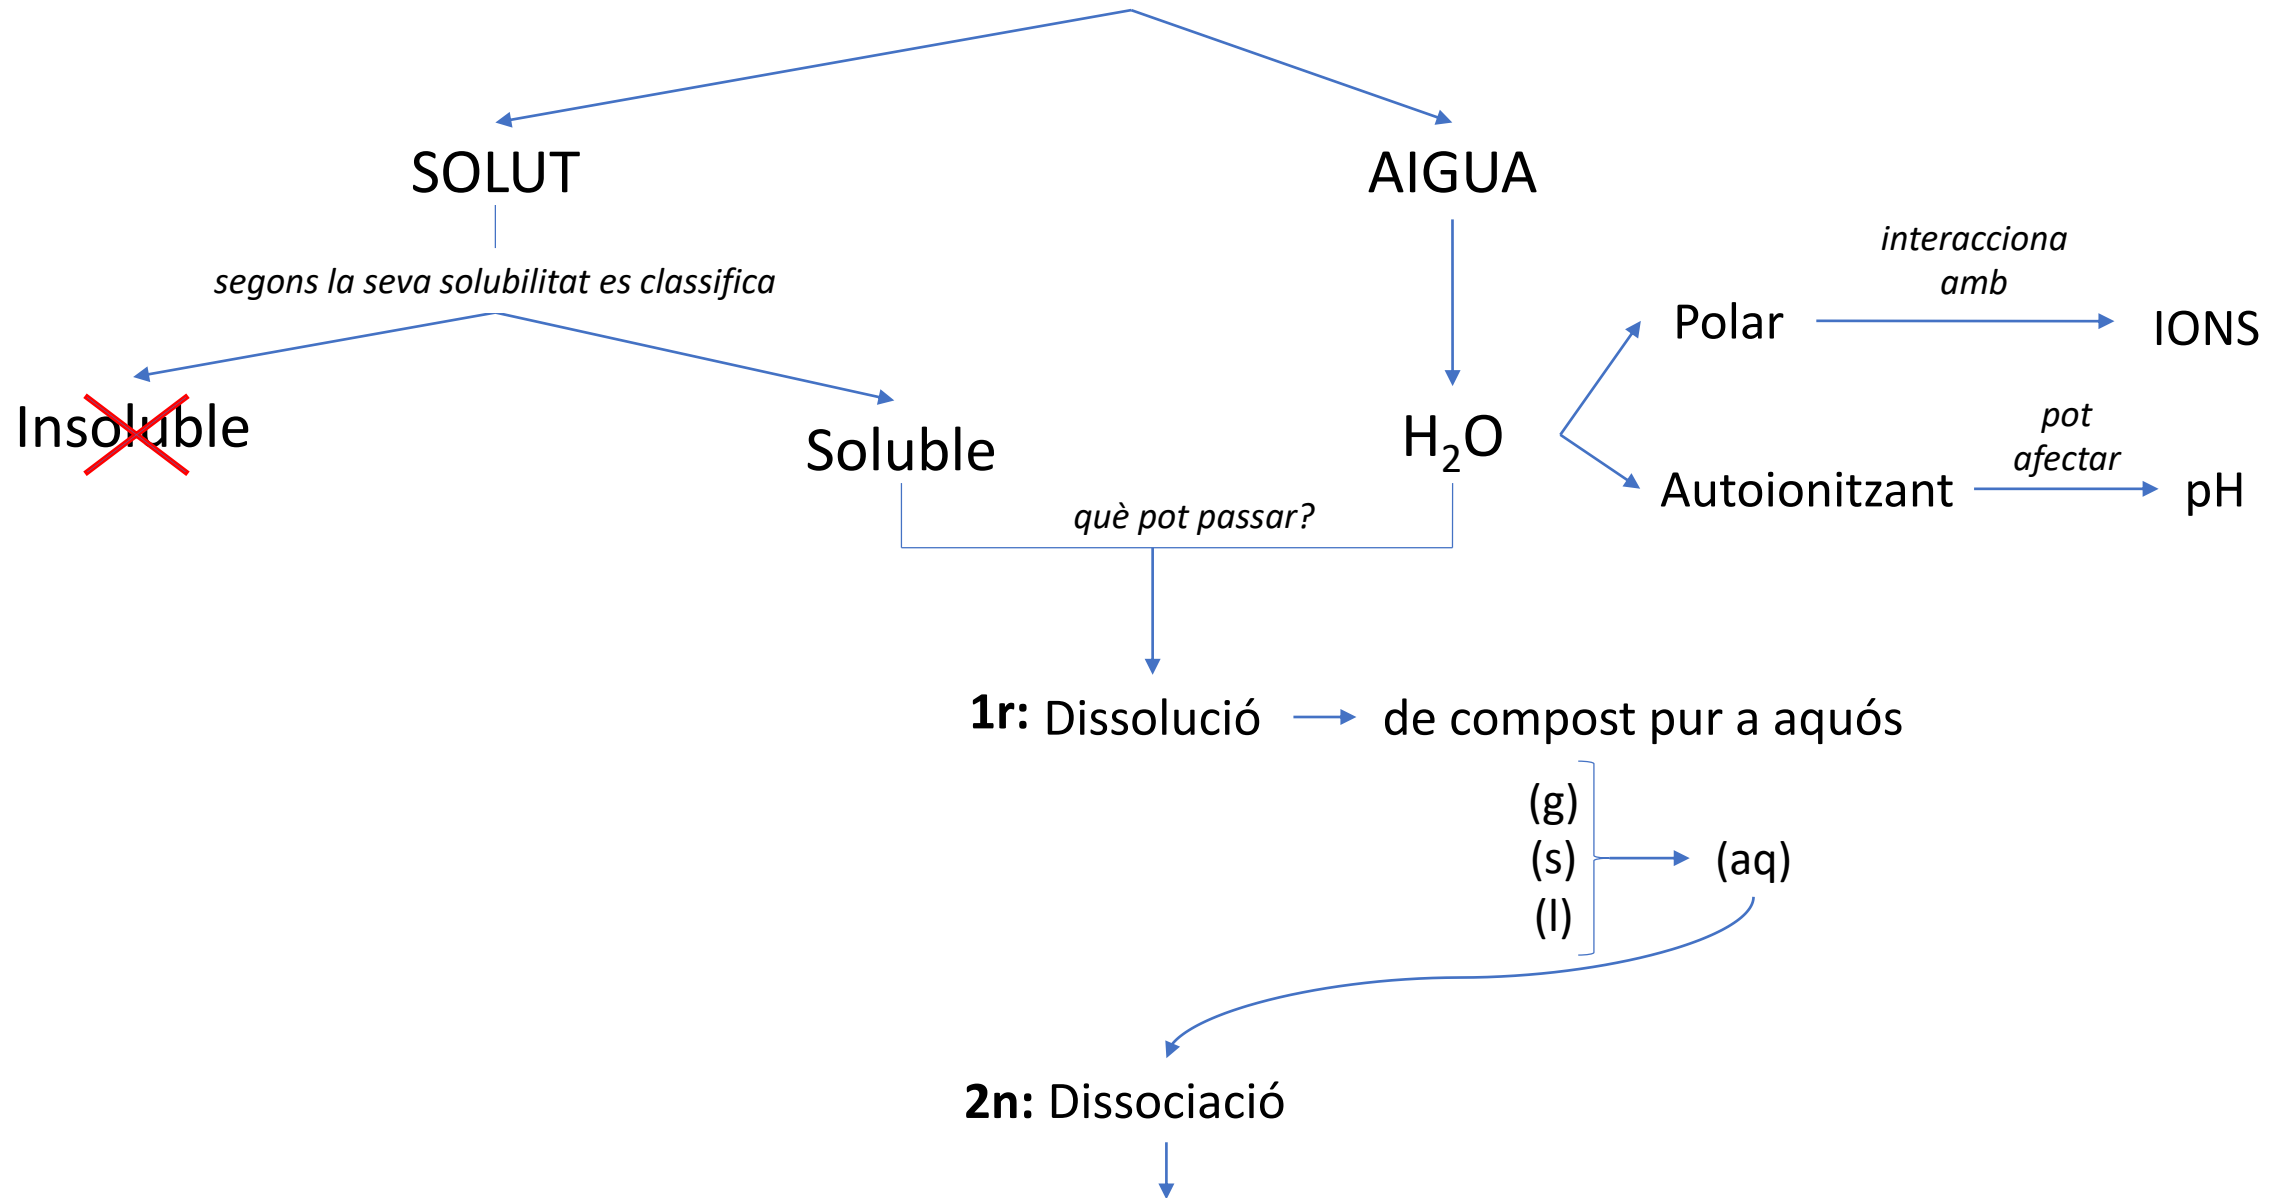 SOLUT
AIGUA
segons la seva solubilitat es classifica
interacciona
amb
Polar
IONS
Insoluble
Soluble
H₂O
pot
afectar
Autoionitzant
pH
què pot passar?
1r: Dissolució
de compost pur a aquós
(g)
(s)
(aq)
(l)
2n: Dissociació